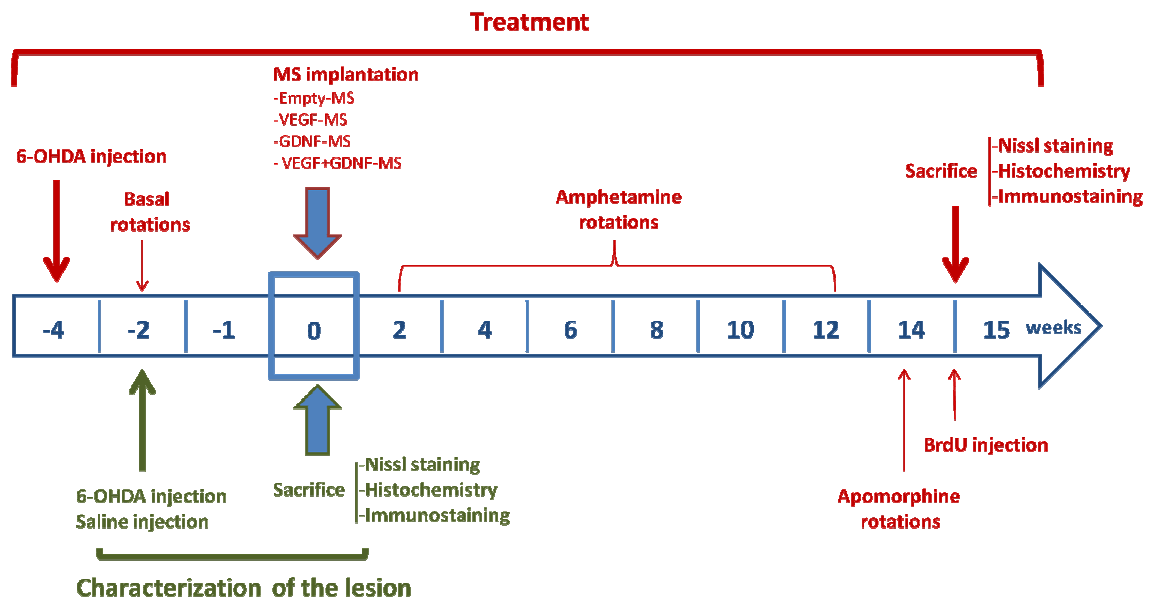 Treatment
MS implantation
-Empty-MS
-VEGF-MS
-GDNF-MS
- VEGF+GDNF-MS
6-OHDA injection
Basal
rotations
Amphetamine
rotations
Sacrifice
-Nissl staining
-Histochemistry
-Immunostaining
-4 -2 -1 0 2 4 6 8 10 12 14 15 weeks
6-OHDA injection
Saline injection
Sacrifice
-Nissl staining
-Histochemistry
-Immunostaining
BrdU injection
Apomorphine
rotations
Characterization of the lesion